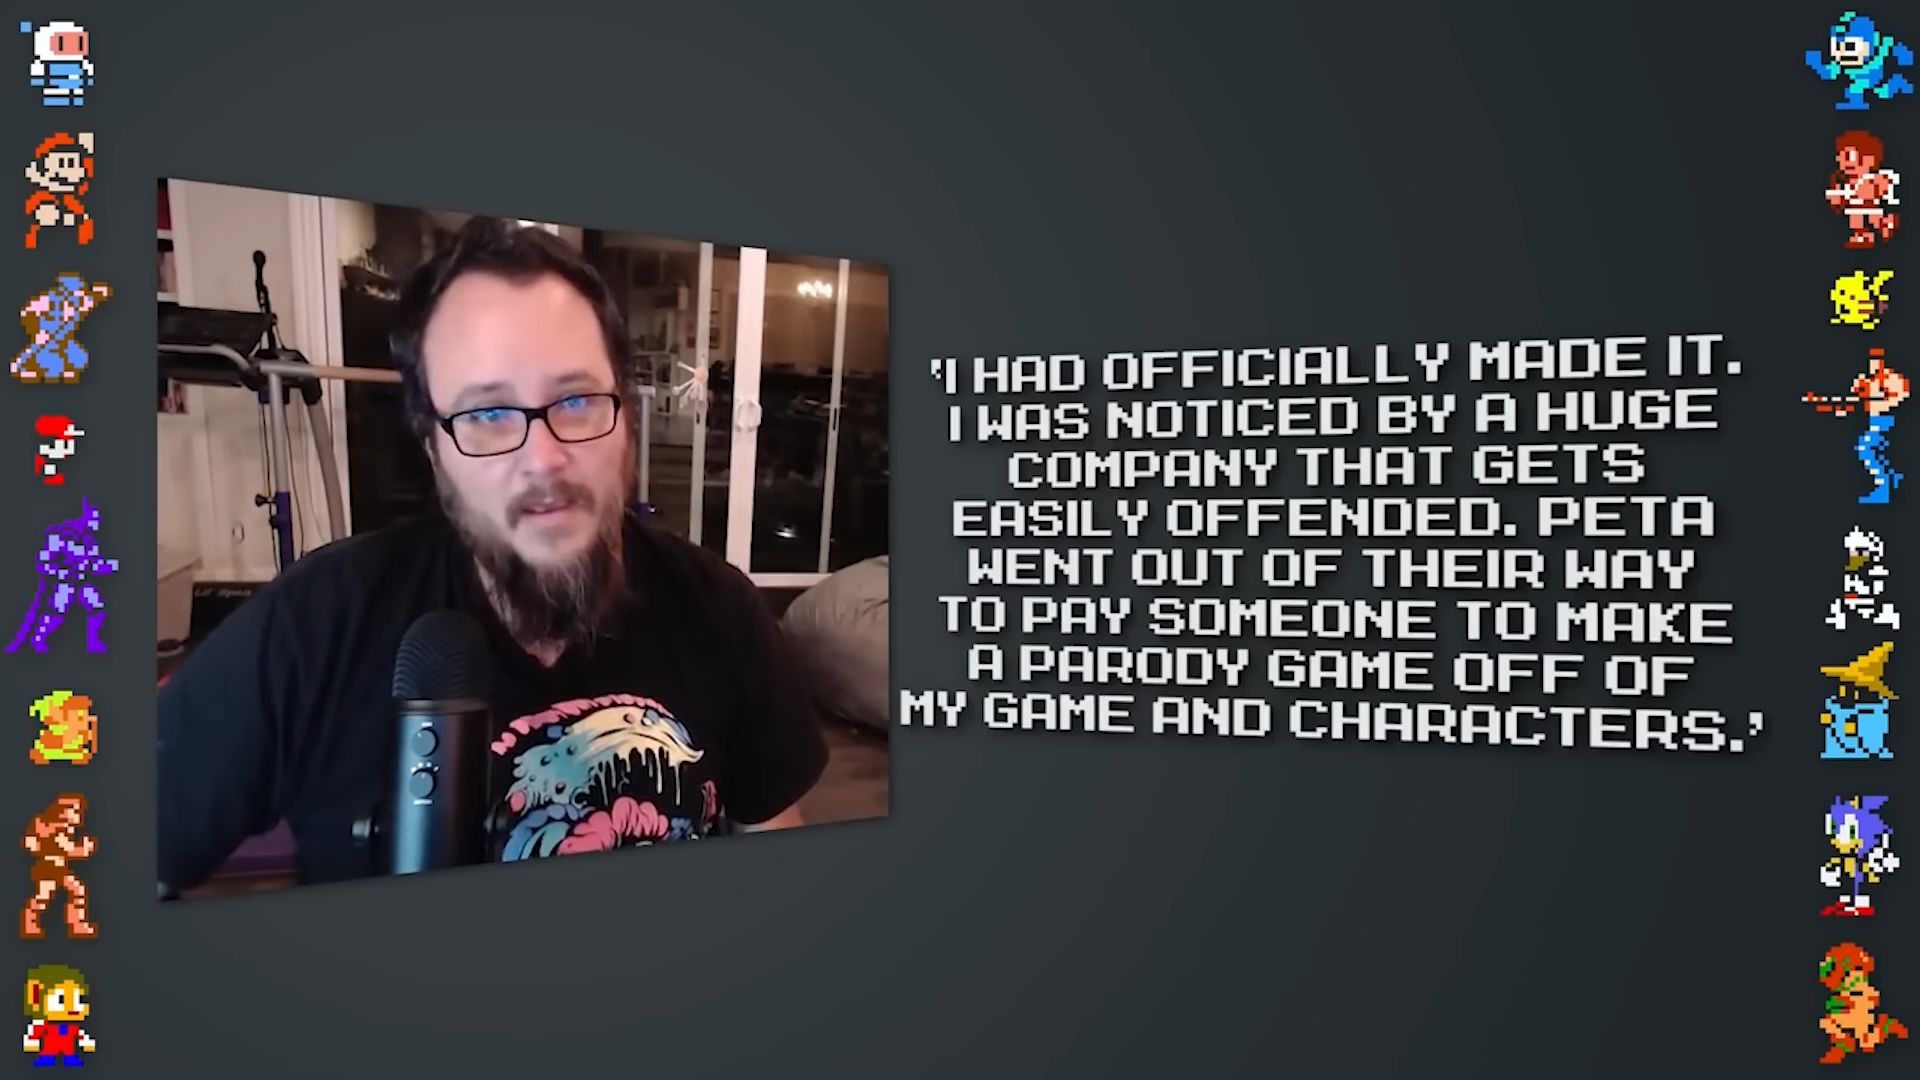 'I HAD OFFICIALLY MADE IT.
I WAS NOTICED BY A HUGE
COMPANY THAT GETS
EASILY OFFENDED. PETA
WENT OUT OF THEIR WAY
TO PAY SOMEONE TO MAKE
A PARODY GAME OFF OF
MY GAME AND CHARACTERS.'